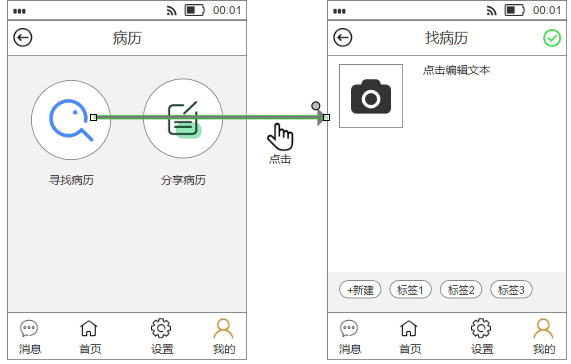 00:01
病历
寻找病历
分享病历
消息
首页
设置
我的
点击
00:01
找病历
点击编辑文本
+新建
标签1
标签2
标签3
消息
首页
设置
我的